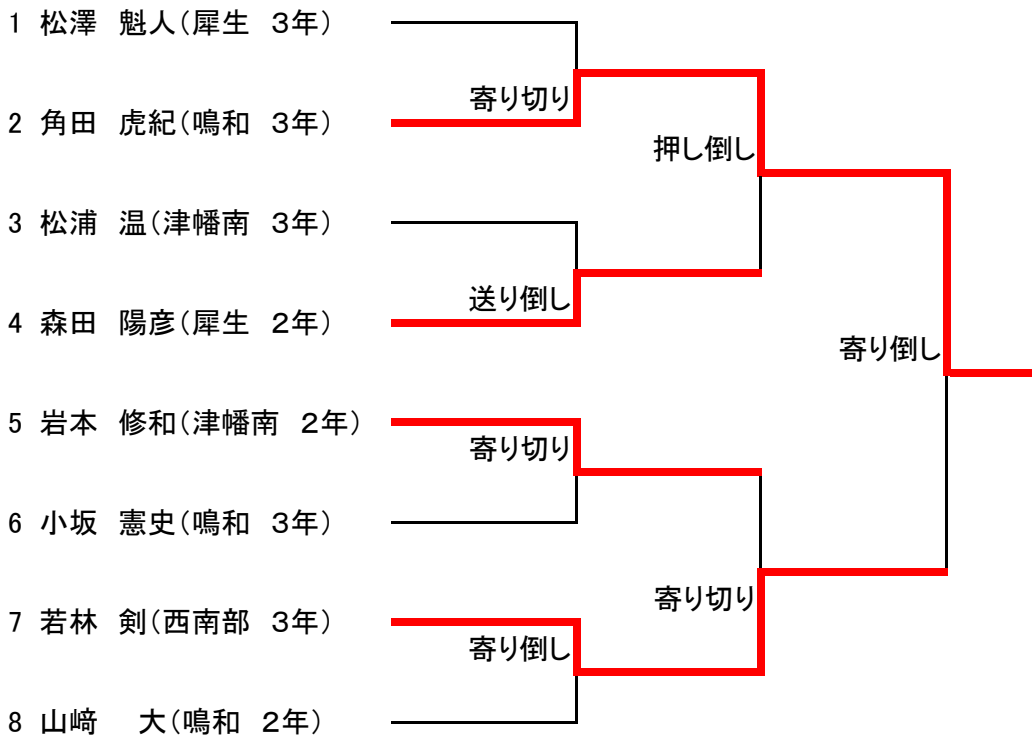 1 松澤 魁人(犀生 3年)
寄り切り
2 角田 虎紀(鳴和 3年)
押し倒し
3 松浦 温(津幡南 3年)
送り倒し
4 森田 陽彦(犀生 2年)
寄り倒し
5 岩本 修和(津幡南 2年)
寄り切り
6 小坂 憲史(鳴和 3年)
寄り切り
7 若林 剣(西南部 3年)
寄り倒し
8 山﨑 大(鳴和 2年)